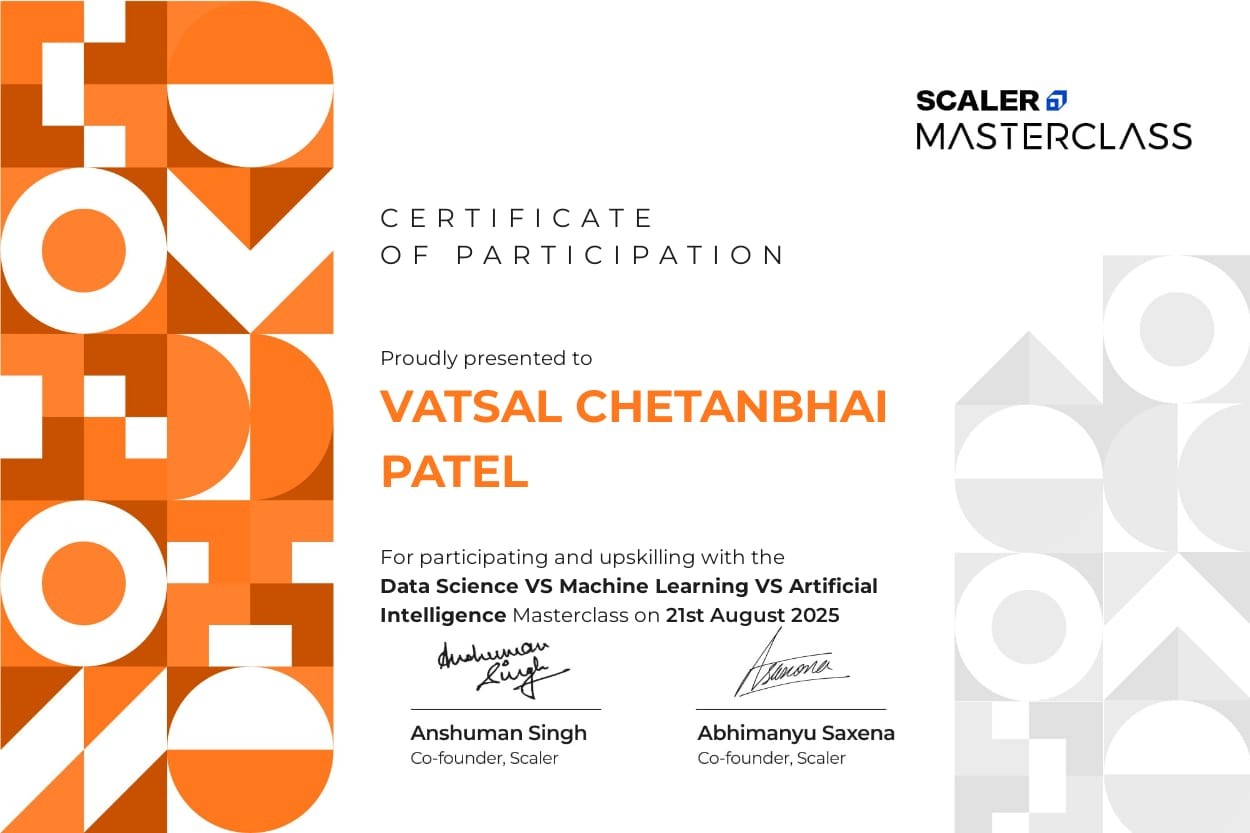 SCALER
MASTERCLASS
CERTIFICATE
OF PARTICIPATION
Proudly presented to
VATSAL CHETANBHAI
PATEL
For participating and upskilling with the
Data Science VS Machine Learning VS Artificial
Intelligence Masterclass on 21st August 2025
Anshuman
Singh
Asaxena
Anshuman Singh
Co-founder, Scaler
Abhimanyu Saxena
Co-founder, Scaler